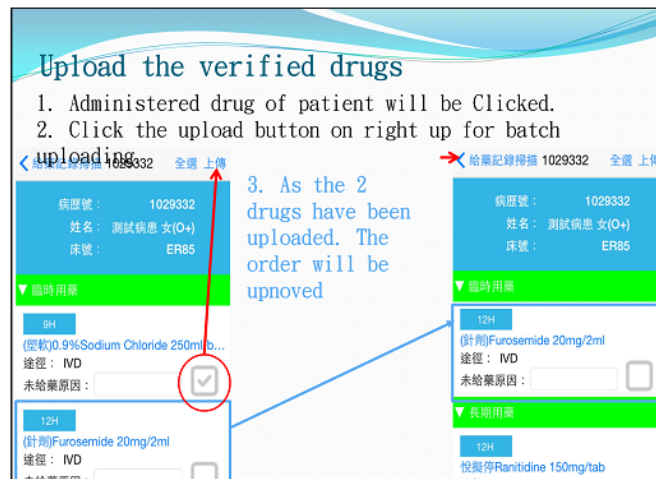 Upload the verified drugs
1. Administered drug of patient will be Clicked.
2. Click the upload button on right up for batch
uploading
給藥記錄掃描 1029332 全選 上傳
病歷號： 1029332
姓名： 測試病患 女(O+)
床號： ER85
臨時用藥
9H
(塑軟)0.9%Sodium Chloride 250ml/b...
途徑： IVD
未給藥原因：
12H
(針劑)Furosemide 20mg/2ml
途徑： IVD
未給藥原因：
3. As the 2
drugs have been
uploaded. The
order will be
upnoved
給藥記錄掃描 1029332 全選 上傳
病歷號： 1029332
姓名： 測試病患 女(O+)
床號： ER85
臨時用藥
12H
(針劑)Furosemide 20mg/2ml
途徑： IVD
未給藥原因：
長期用藥
12H
悅擬停Ranitidine 150mg/tab